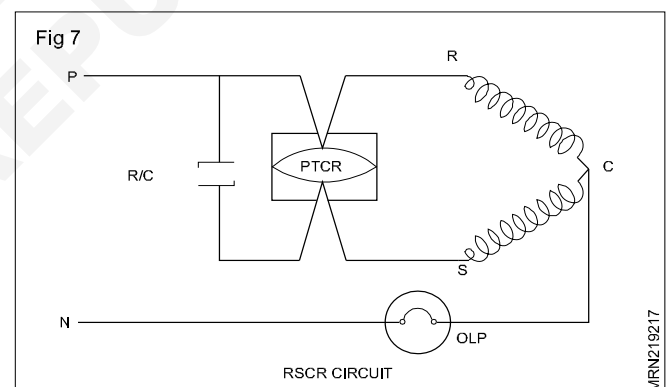 Fig 7
R
P
PTCR
R/C
C
S
N
OLP
RSCR CIRCUIT
MRN219217